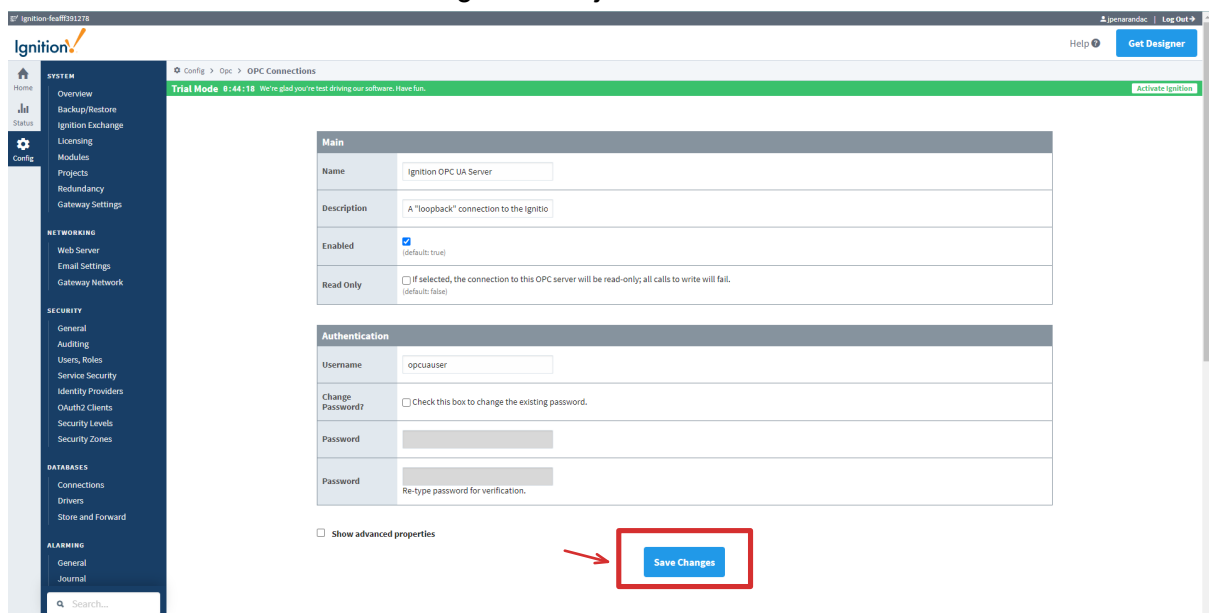 Ignition-feafff391278
jpenarandac | Log Out
Ignition!
Help
Get Designer
Home
Status
Config
SYSTEM
Overview
Backup/Restore
Ignition Exchange
Licensing
Modules
Projects
Redundancy
Gateway Settings
NETWORKING
Web Server
Email Settings
Gateway Network
SECURITY
General
Auditing
Users, Roles
Service Security
Identity Providers
OAuth2 Clients
Security Levels
Security Zones
DATABASES
Connections
Drivers
Store and Forward
ALARMING
General
Journal
Search...
Config > Opc > OPC Connections
Trial Mode 0:44:18 We're glad you're test driving our software. Have fun.
Activate Ignition
Main
Name
Ignition OPC UA Server
Description
A "loopback" connection to the Ignitio
Enabled
(default: true)
Read Only
If selected, the connection to this OPC server will be read-only; all calls to write will fail.
(default: false)
Authentication
Username
opcuauser
Change
Password?
Check this box to change the existing password.
Password
Password
Re-type password for verification.
Show advanced properties
Save Changes